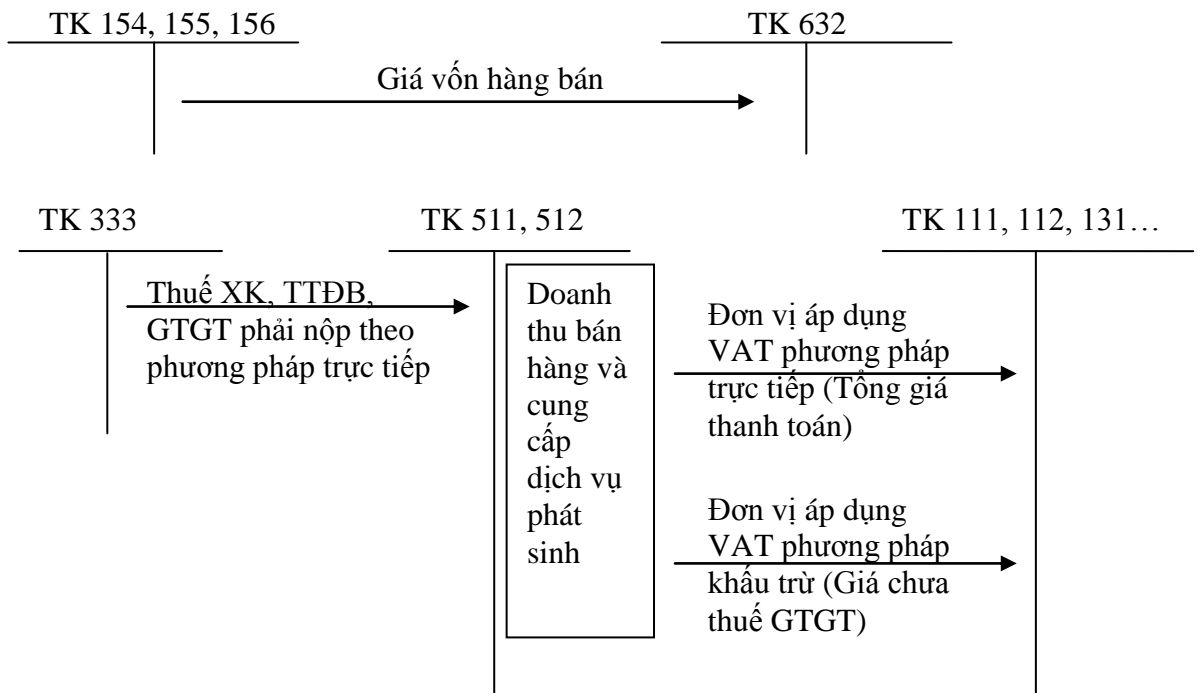 TK 154, 155, 156
TK 632
Giá vốn hàng bán
TK 333
TK 511, 512
TK 111, 112, 131…
Thuế XK, TTĐB,
GTGT phải nộp theo
phương pháp trực tiếp
Doanh
thu bán
hàng và
cung
cấp
dịch vụ
phát
sinh
Đơn vị áp dụng
VAT phương pháp
trực tiếp (Tổng giá
thanh toán)
Đơn vị áp dụng
VAT phương pháp
khấu trừ (Giá chưa
thuế GTGT)